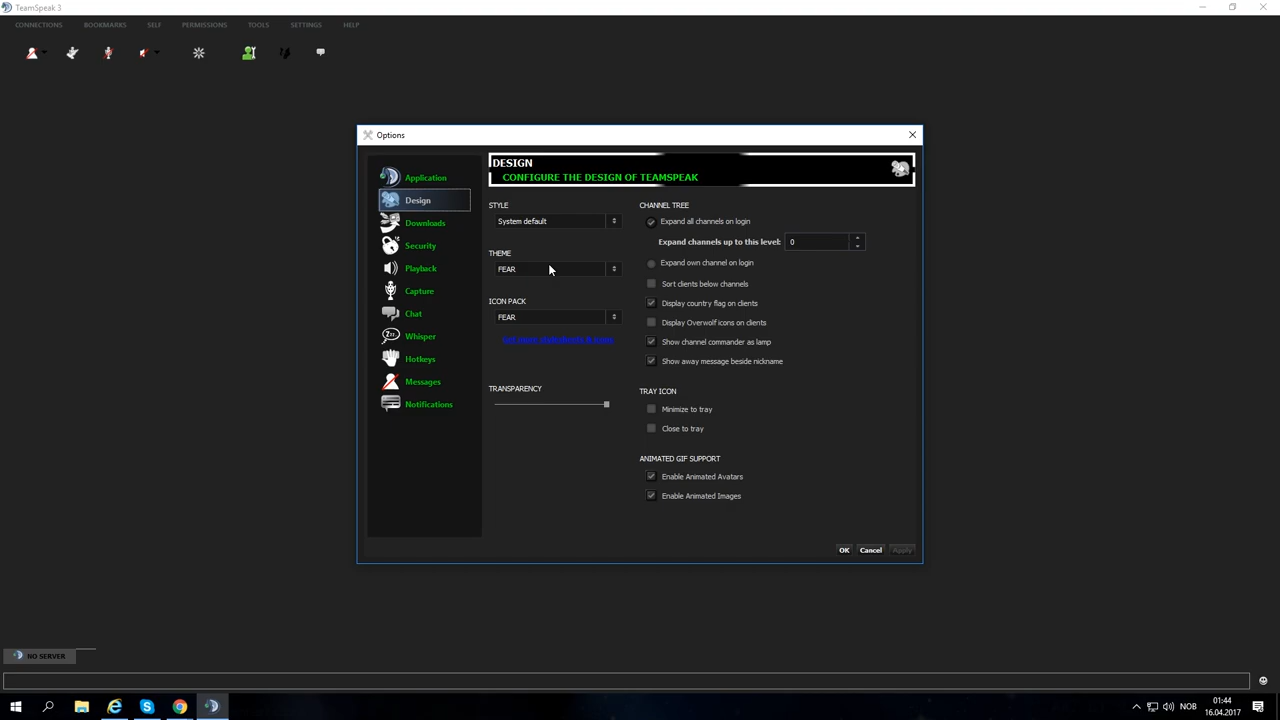 TeamSpeak 3
CONNECTIONS BOOKMARKS SELF PERMISSIONS TOOLS SETTINGS HELP
Options
Application
Design
Downloads
Security
Playback
Capture
Chat
Whisper
Hotkeys
Messages
Notifications
DESIGN
CONFIGURE THE DESIGN OF TEAMSPEAK
STYLE
System default
THEME
FEAR
ICON PACK
FEAR
TRANSPARENCY
CHANNEL TREE
Expand all channels on login
Expand channels up to this level: 0
Expand own channel on login
Sort clients below channels
Display country flag on clients
Display Overwolf icons on clients
Show channel commander as lamp
Show away message beside nickname
TRAY ICON
Minimize to tray
Close to tray
ANIMATED GIF SUPPORT
Enable Animated Avatars
Enable Animated Images
OK Cancel Apply
NO SERVER
NOB
01:44
16.04.2017